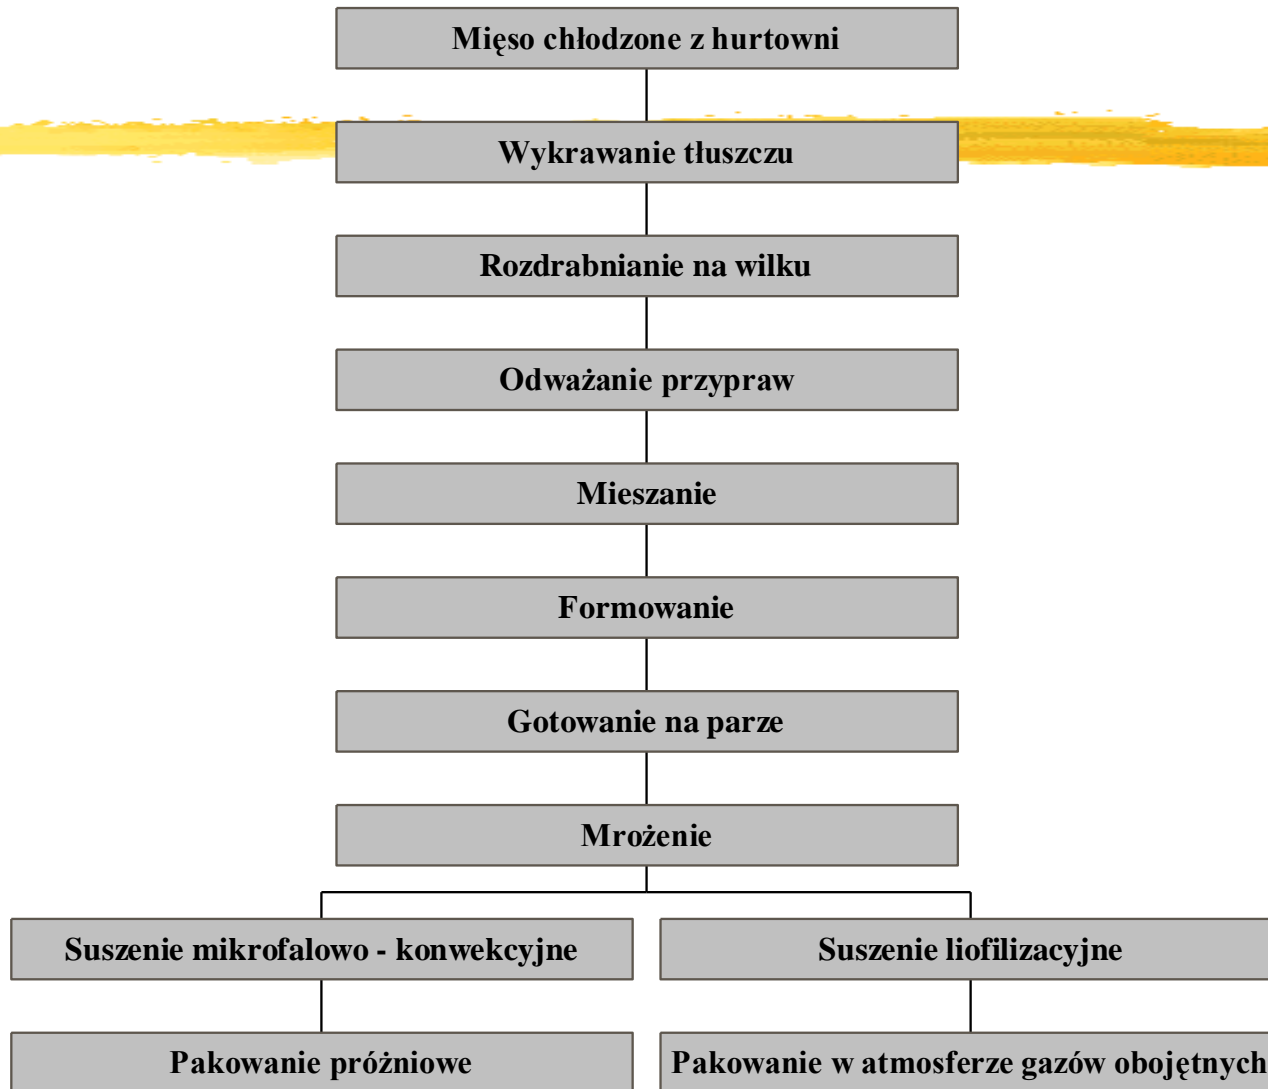 Mięso chłodzone z hurtowni
Wykrawanie tłuszczu
Rozdrabnianie na wilku
Odważanie przypraw
Mieszanie
Formowanie
Gotowanie na parze
Mrożenie
Suszenie mikrofalowo - konwekcyjne
Suszenie liofilizacyjne
Pakowanie próżniowe
Pakowanie w atmosferze gazów obojętnych